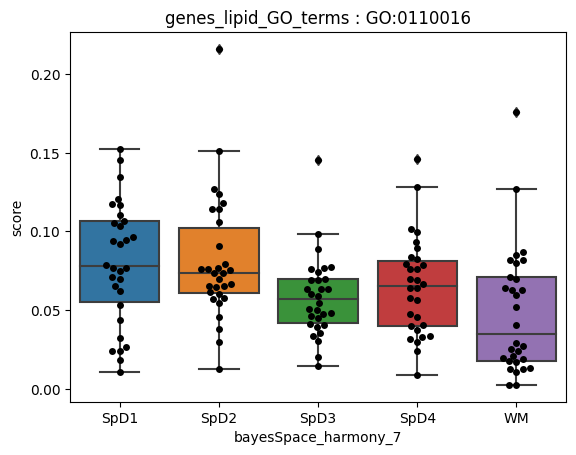 genes_lipid_GO_terms : GO:0110016
score
0.20
0.15
0.10
0.05
0.00
SpD1 SpD2 SpD3 SpD4 WM
bayesSpace_harmony_7